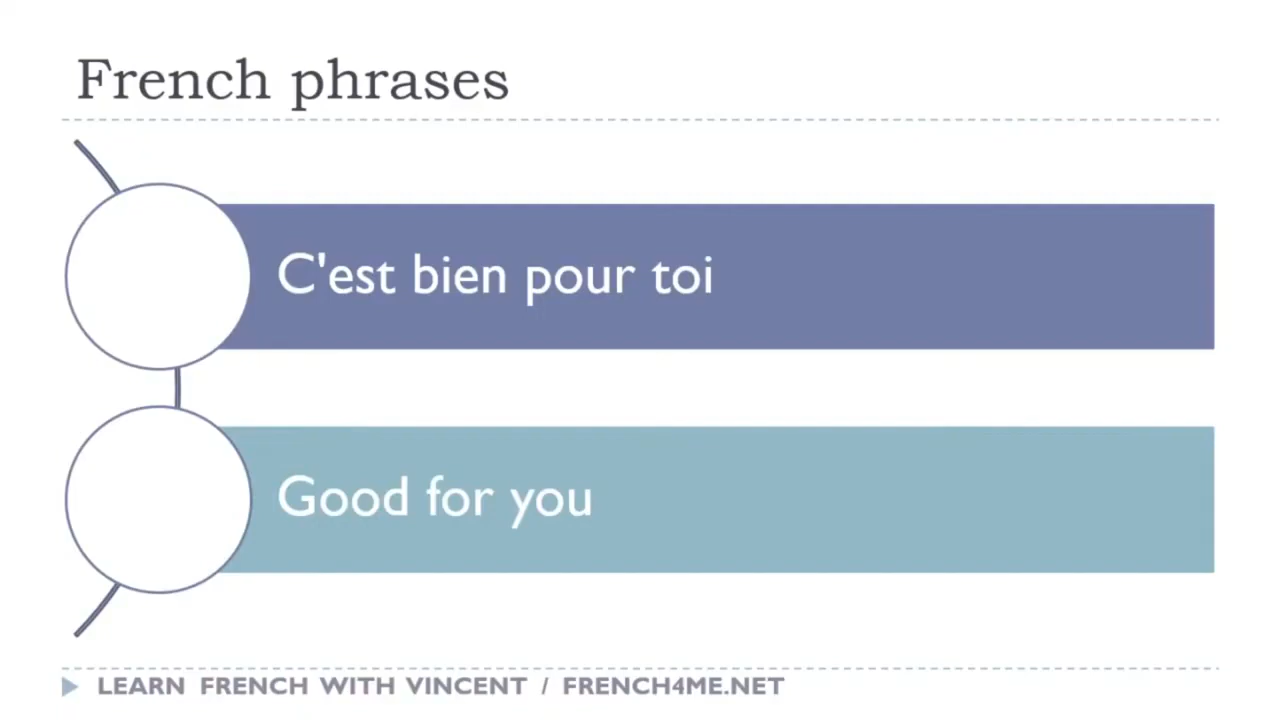 French phrases
C'est bien pour toi
Good for you
LEARN FRENCH WITH VINCENT / FRENCH4ME.NET